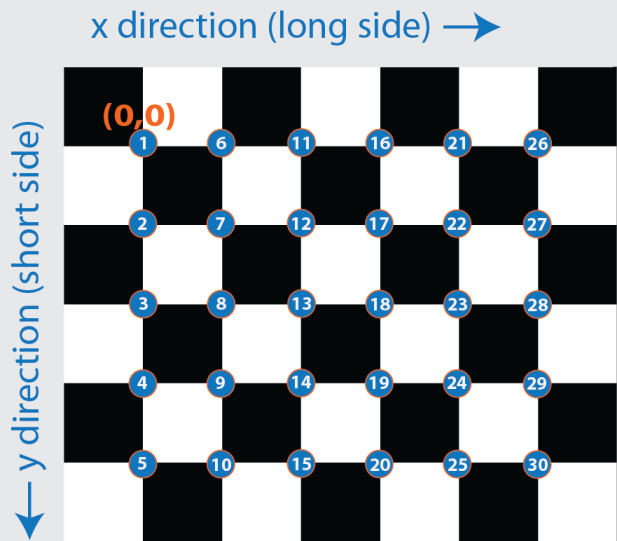 x direction (long side)
y direction (short side)
(0,0)
1 6 11 16 21 26
2 7 12 17 22 27
3 8 13 18 23 28
4 9 14 19 24 29
5 10 15 20 25 30